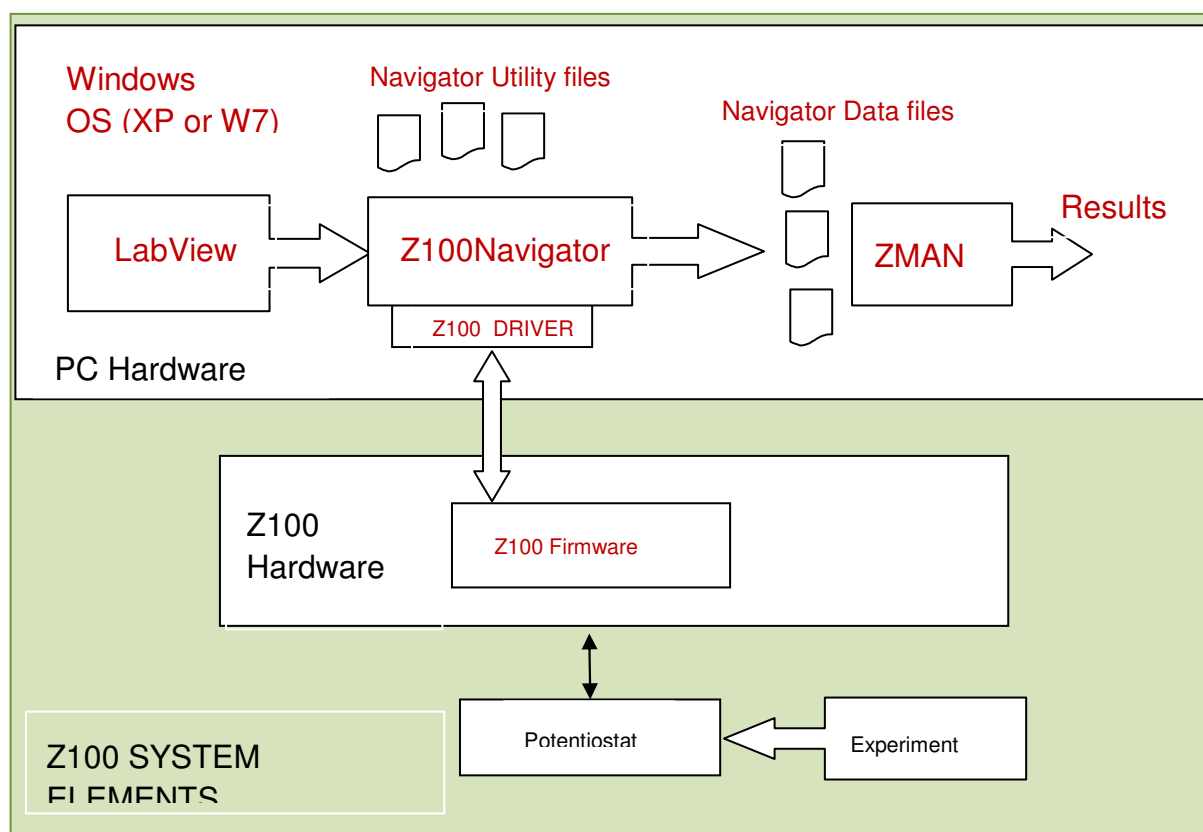 Windows
OS (XP or W7)
Navigator Utility files
Navigator Data files
LabView
Z100Navigator
ZMAN
Results
Z100 DRIVER
PC Hardware
Z100
Hardware
Z100 Firmware
Potentiostat
Experiment
Z100 SYSTEM
ELEMENTS